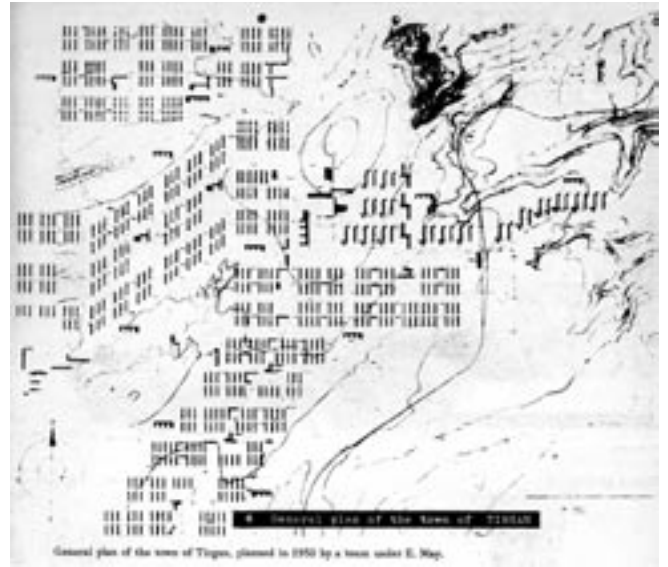 General plan of the town of TIRGAN
General plan of the town of Tirgan, planned in by a team under E. May.